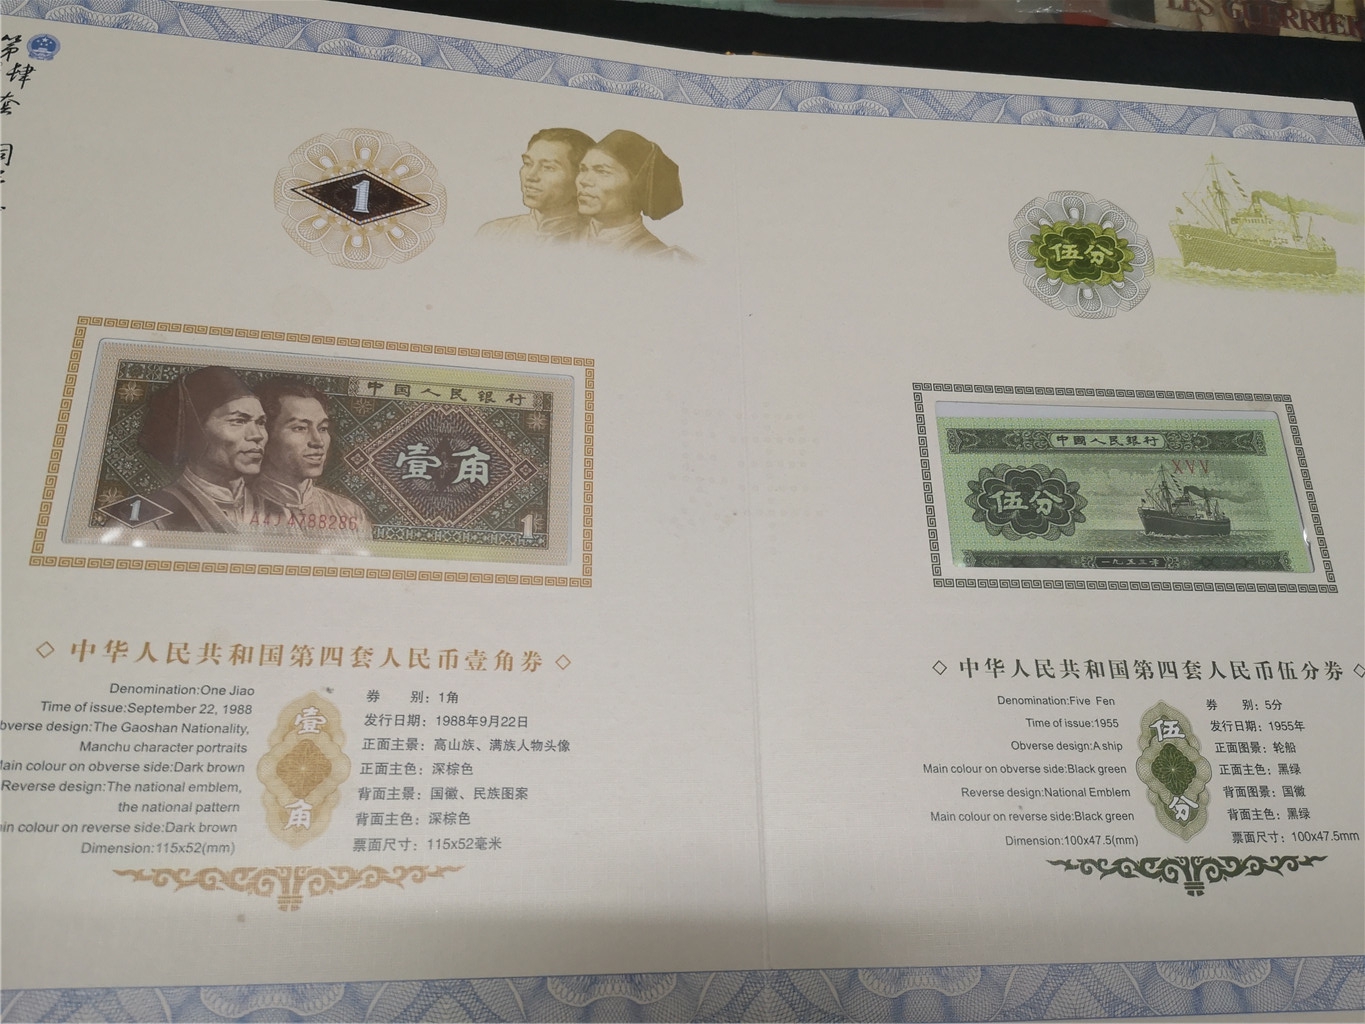 LES GUERRIER
第肆套同
1
伍分
中国人民银行
壹角
1
A4J4788286
1
中国人民银行
XVV
伍分
一九五三年
中华人民共和国第四套人民币壹角券
Denomination:One Jiao
Time of issue:September 22, 1988
bverse design:The Gaoshan Nationality,
Manchu character portraits
Main colour on obverse side:Dark brown
Reverse design:The national emblem,
the national pattern
in colour on reverse side:Dark brown
Dimension:115x52(mm)
壹角
券 别：1角
发行日期：1988年9月22日
正面主景：高山族、满族人物头像
正面主色：深棕色
背面主景：国徽、民族图案
背面主色：深棕色
票面尺寸：115x52毫米
中华人民共和国第四套人民币伍分券
Denomination:Five Fen
Time of issue:1955
Obverse design:A ship
Main colour on obverse side:Black green
Reverse design:National Emblem
Main colour on reverse side:Black green
Dimension:100x47.5(mm)
伍分
券 别：5分
发行日期：1955年
正面图景：轮船
正面主色：黑绿
背面图景：国徽
背面主色：黑绿
票面尺寸：100x47.5mm